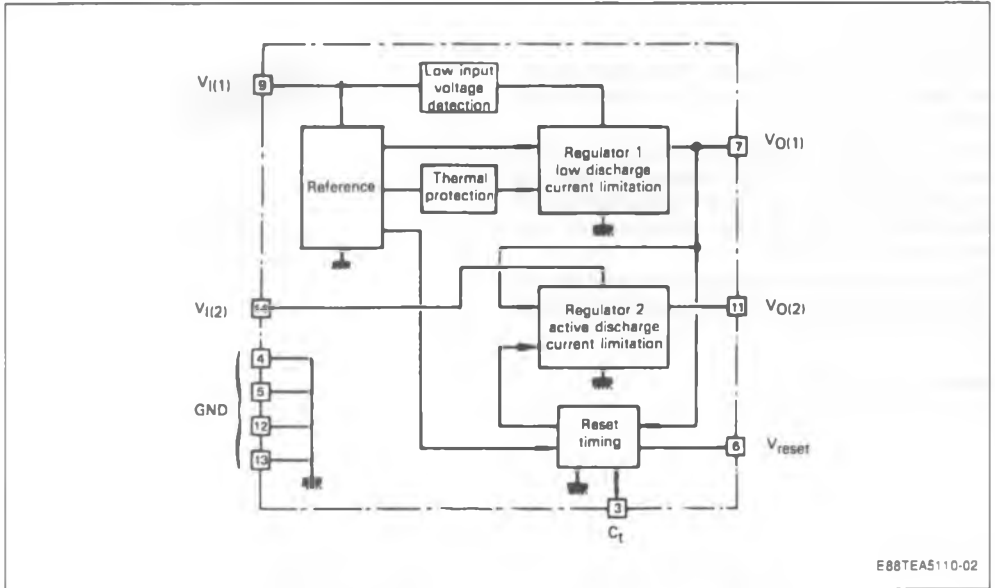 V_I(1)
9
Low input
voltage
detection
Reference
Thermal
protection
Regulator 1
low discharge
current limitation
7
V_O(1)
V_I(2)
14
Regulator 2
active discharge
current limitation
11
V_O(2)
GND
4
5
12
13
Reset
timing
6
V_reset
3
C_t
E88TEA5110-02